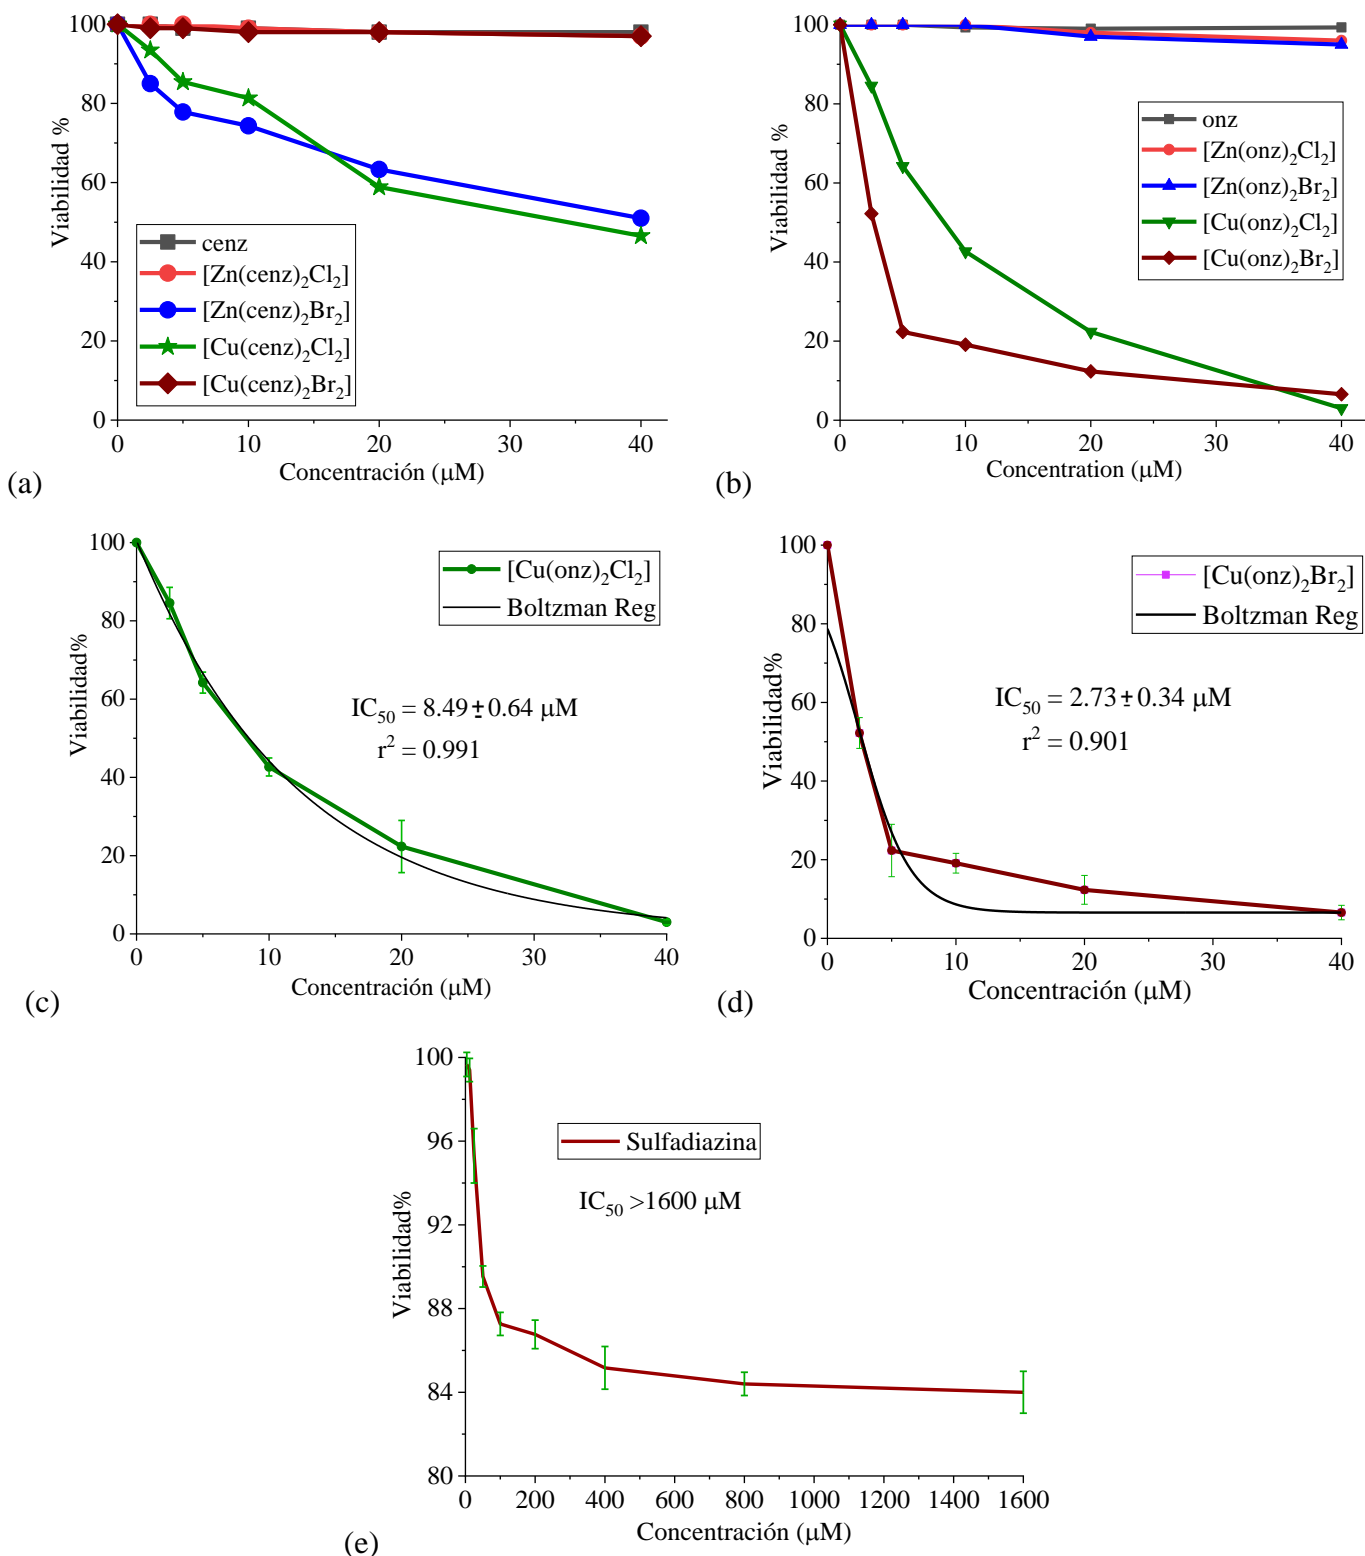 100
80
60
40
20
0
Viabilidad %
cenz
[Zn(cenz)₂Cl₂]
[Zn(cenz)₂Br₂]
[Cu(cenz)₂Cl₂]
[Cu(cenz)₂Br₂]
0 10 20 30 40
Concentración (μM)
(a)
100
80
60
40
20
0
Viabilidad %
onz
[Zn(onz)₂Cl₂]
[Zn(onz)₂Br₂]
[Cu(onz)₂Cl₂]
[Cu(onz)₂Br₂]
0 10 20 30 40
Concentration (μM)
(b)
100
80
60
40
20
0
Viabilidad%
[Cu(onz)₂Cl₂]
Boltzman Reg
IC₅₀ = 8.49 ± 0.64 μM
r² = 0.991
0 10 20 30 40
Concentración (μM)
(c)
100
80
60
40
20
0
Viabilidad%
[Cu(onz)₂Br₂]
Boltzman Reg
IC₅₀ = 2.73 ± 0.34 μM
r² = 0.901
0 10 20 30 40
Concentración (μM)
(d)
100
96
92
88
84
80
Viabilidad%
Sulfadiazina
IC₅₀ >1600 μM
0 200 400 600 800 1000 1200 1400 1600
Concentración (μM)
(e)